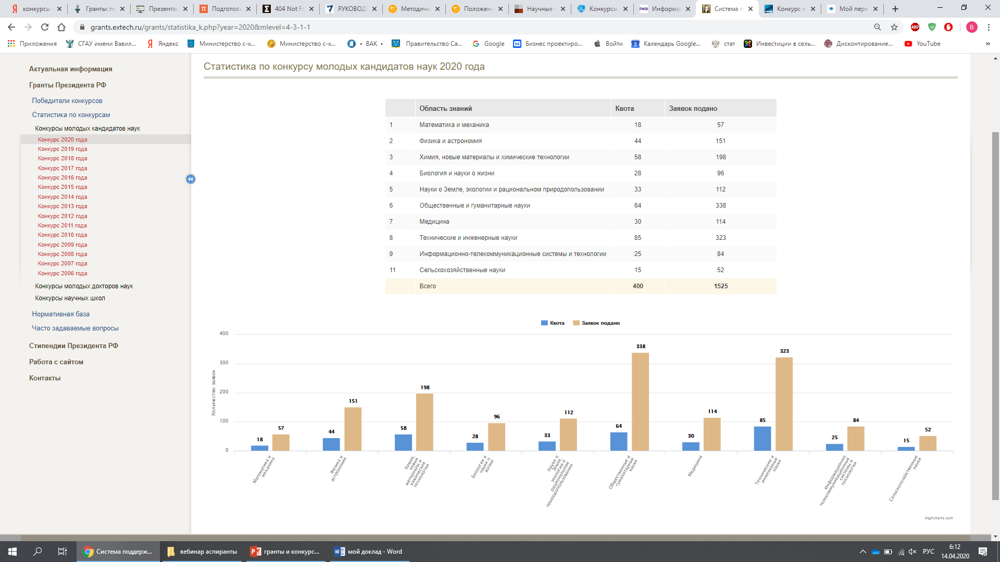 конкурсы
Гранты: по
Презентац
Подготовк
404 Not Fo
РУКОВОДС
Методичес
Положени
Научные г
Конкурсы
РНФ Информац
Система п
Конкурс н
Мой перв
grants.extech.ru/grants/statistika_k.php?year=2020&mlevel=4-3-1-1
ABP
B
Приложения
СГАУ имени Вавил...
Яндекс
Министерство с-х...
Министерство с-х...
• ВАК •
Правительство Са...
Google
Бизнес проектиро...
Войти
Календарь Google...
стат
Инвестиции в сель...
Дисконтирование...
YouTube
Актуальная информация
Гранты Президента РФ
Победители конкурсов
Статистика по конкурсам
Конкурсы молодых кандидатов наук
Конкурс 2020 года
Конкурс 2019 года
Конкурс 2018 года
Конкурс 2017 года
Конкурс 2016 года
Конкурс 2015 года
Конкурс 2014 года
Конкурс 2013 года
Конкурс 2012 года
Конкурс 2011 года
Конкурс 2010 года
Конкурс 2009 года
Конкурс 2008 года
Конкурс 2007 года
Конкурс 2006 года
Конкурсы молодых докторов наук
Конкурсы научных школ
Нормативная база
Часто задаваемые вопросы
Стипендии Президента РФ
Работа с сайтом
Контакты
Статистика по конкурсу молодых кандидатов наук 2020 года
Область знаний Квота Заявок подано
1 Математика и механика 18 57
2 Физика и астрономия 44 151
3 Химия, новые материалы и химические технологии 58 198
4 Биология и науки о жизни 28 96
5 Науки о Земле, экологии и рациональном природопользовании 33 112
6 Общественные и гуманитарные науки 64 338
7 Медицина 30 114
8 Технические и инженерные науки 85 323
9 Информационно-телекоммуникационные системы и технологии 25 84
11 Сельскохозяйственные науки 15 52
Всего 400 1525
Квота Заявок подано
Количество заявок
400
300
200
100
0
18 57
44 151
58 198
28 96
33 112
64 338
30 114
85 323
25 84
15 52
Математика и
механика
Физика и
астрономия
Химия,
новые
материалы и
химические
технологии
Биология и
науки о
жизни
Науки о
Земле,
экологии и
рациональном
природопользовании
Общественные и
гуманитарные
науки
Медицина
Технические и
инженерные
науки
Информационно
телекоммуникационные
системы и
технологии
Сельскохозяйственные
науки
Highcharts.com
Система поддерж...
вебинар аспиранты
гранты и конкурс...
мой доклад - Word
РУС
6:12
14.04.2020